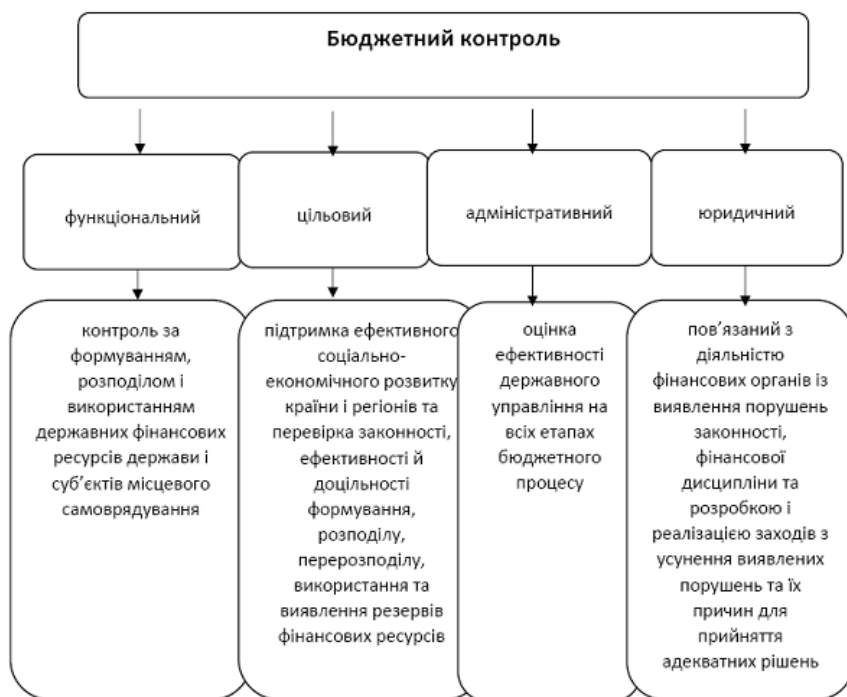 Бюджетний контроль
функціональний
цільовий
адміністративний
юридичний
контроль за
формуванням,
розподілом і
використанням
державних фінансових
ресурсів держави і
суб’єктів місцевого
самоврядування
підтримка ефективного
соціально-
економічного розвитку
країни і регіонів та
перевірка законності,
ефективності й
доцільності
формування,
розподілу,
перерозподілу,
використання та
виявлення резервів
фінансових ресурсів
оцінка
ефективності
державного
управління на
всіх етапах
бюджетного
процесу
пов’язаний з
діяльністю
фінансових органів із
виявлення порушень
законності,
фінансової
дисципліни та
розробкою і
реалізацією заходів з
усунення виявлених
порушень та їх
причин для
прийняття
адекватних рішень